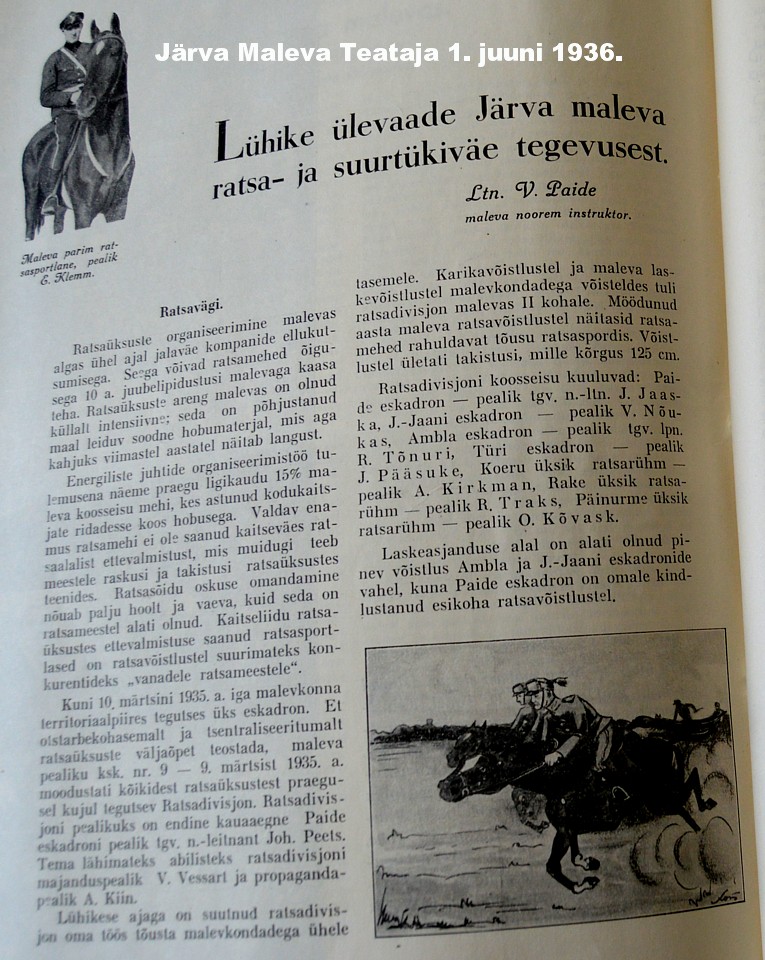 Järva Maleva Teataja 1. juuni 1936.
Lühike ülevaade Järva maleva
ratsa- ja suurtükiväe tegevusest.
Ltn. V. Paide
maleva noorem instruktor.
Maleva parim rat-
sasportlane, pealik
E. Klemm.
Ratsavägi.
Ratsaüksuste organiseerimine malevas
algas ühel ajal jalaväe kompanide ellukut-
sumisega. Seega võivad ratsamehed õigu-
sega 10 a. juubelipidustusi malevaga kaasa
teha. Ratsaüksuste areng malevas on olnud
küllalt intensiivne; seda on põhjustanud
maal leiduv soodne hobumaterjal, mis aga
kahjuks viimastel aastatel näitab langust.
Energiliste juhtide organiseerimistöö tu-
lemusena näeme praegu ligikaudu 15% ma-
leva koosseisu mehi, kes astunud kodukaits-
jate ridadesse koos hobusega. Valdav ena-
mus ratsamehi ei ole saanud kaitseväes rat-
saalalist ettevalmistust, mis muidugi teeb
meestele raskusi ja takistusi ratsaüksustes
teenides. Ratsasõidu oskuse omandamine
nõuab palju hoolt ja vaeva, kuid seda on
ratsameestel alati olnud. Kaitseliidu ratsa-
üksustes ettevalmistuse saanud ratsasport-
lased on ratsavõistlustel suurimateks kon-
kurentideks „vanadele ratsameestele“.
Kuni 10. märtsini 1935. a. iga malevkonna
territoriaalpiires tegutses üks eskadron. Et
otstarbekohasemalt ja tsentraliseeritumalt
ratsaüksuste väljaõpet teostada, maleva
pealiku ksk. nr. 9 — 9. märtsist 1935. a.
moodustati kõikidest ratsaüksustest praegu-
sel kujul tegutsev Ratsadivisjon. Ratsadivis-
joni pealikuks on endine kauaaegne Paide
eskadroni pealik tgv. n.-leitnant Joh. Peets.
Tema lähimateks abilisteks ratsadivisjoni
majanduspealik V. Vessart ja propaganda-
pealik A. Kiin.
Lühikese ajaga on suutnud ratsadivis-
jon oma töös tõusta malevkondadega ühele
tasemele. Karikavõistlustel ja maleva las-
kevõistlustel malevkondadega võisteldes tuli
ratsadivisjon malevas II kohale. Möödunud
aasta maleva ratsavõistlustel näitasid ratsa-
mehed rahuldavat tõusu ratsaspordis. Võist-
lustel ületati takistusi, mille kõrgus 125 cm.
Ratsadivisjoni koosseisu kuuluvad: Pai-
de eskadron — pealik tgv. n.-ltn. J. Jaas-
ka, J.-Jaani eskadron — pealik V. Nõu-
kas, Ambla eskadron — pealik tgv. lpn.
R. Tõnuri, Türi eskadron — pealik
J. Pääsuke, Koeru üksik ratsarühm —
pealik A. Kirkman, Rake üksik ratsa-
rühm — pealik R. Traks, Päinurme üksik
ratsarühm — pealik O. Kõvask.
Laskeasjanduse alal on alati olnud pi-
nev võistlus Ambla ja J.-Jaani eskadronide
vahel, kuna Paide eskadron on omale kind-
lustanud esikoha ratsavõistlustel.